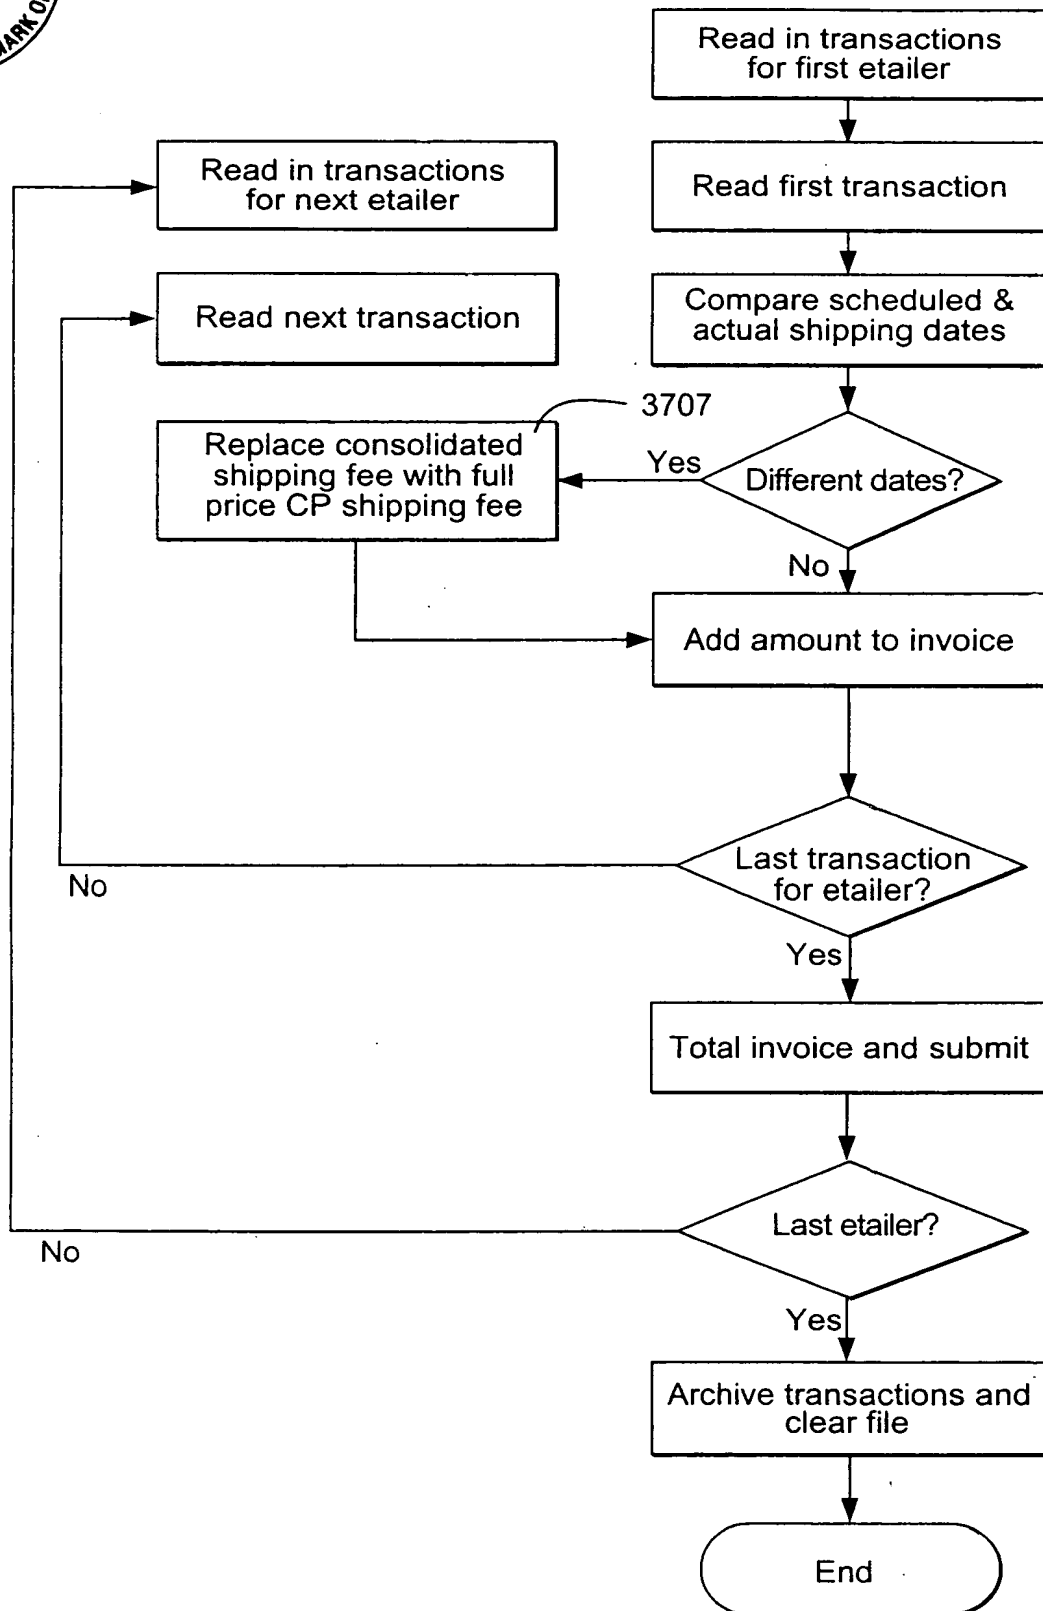 MARK O
Read in transactions
for first etailer
Read in transactions
for next etailer
Read first transaction
Read next transaction
Compare scheduled &
actual shipping dates
3707
Replace consolidated
shipping fee with full
price CP shipping fee
Yes
Different dates?
No
Add amount to invoice
Last transaction
for etailer?
No
Yes
Total invoice and submit
Last etailer?
No
Yes
Archive transactions and
clear file
End